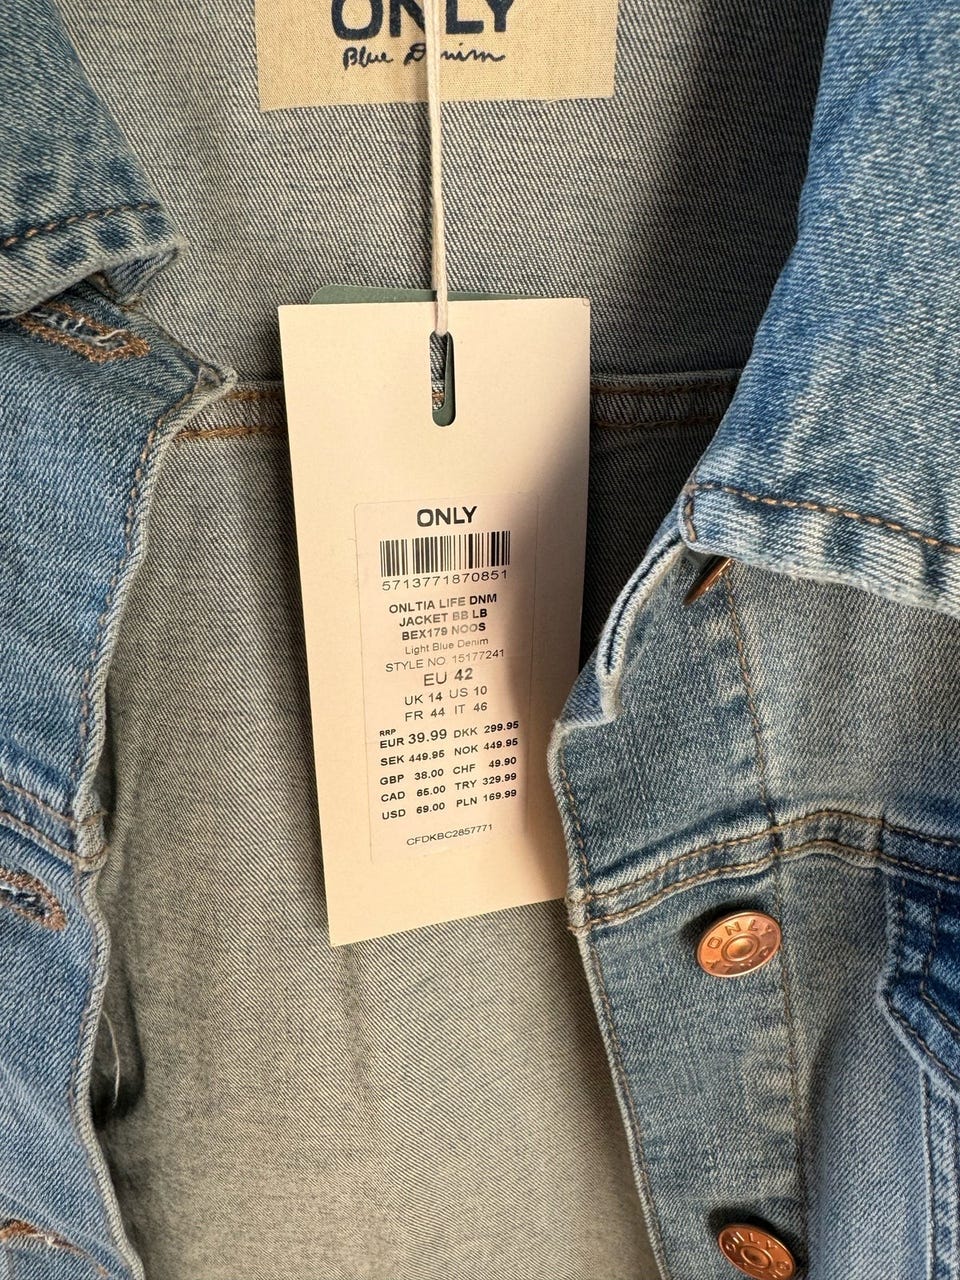 ONLY
Blue Denim
ONLY
5713771870851
ONLTIA LIFE DNM
JACKET BB LB
BEX179 NOOS
Light Blue Denim
STYLE NO. 15177241
EU 42
UK 14 US 10
FR 44 IT 46
RRP
EUR 39.99 DKK 299.95
SEK 449.95 NOK 449.95
GBP 38.00 CHF 49.90
CAD 65.00 TRY 329.99
USD 69.00 PLN 169.99
CFDKBC2857771
ONLY
ONLY
ONLY